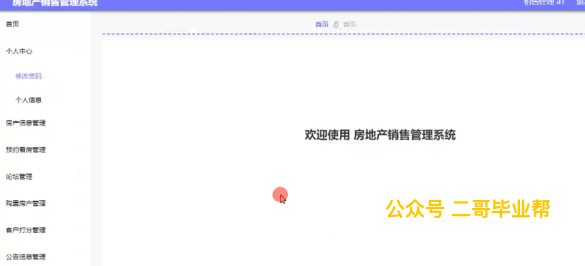 房地产销售管理系统
首页
首页 首页
个人中心
修改密码
个人信息
房产信息管理
欢迎使用 房地产销售管理系统
预约看房管理
论坛管理
购置房产管理
公众号 二哥毕业帮
客户打分管理
公告信息管理